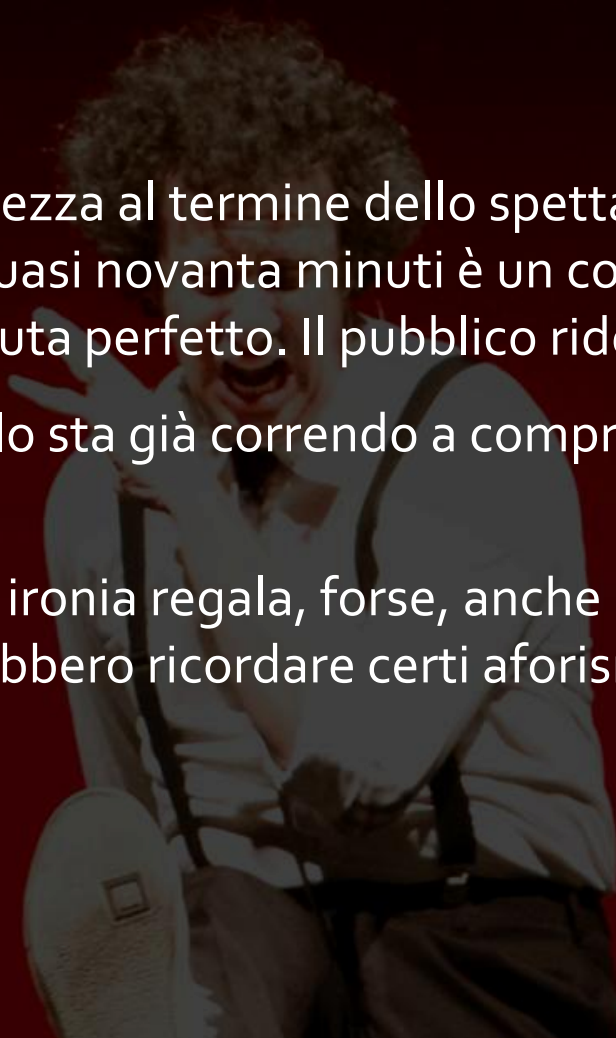 ezza al termine dello spetta
uasi novanta minuti è un co
uta perfetto. Il pubblico rid
lo sta già correndo a compr
ironia regala, forse, anche
bbero ricordare certi aforis